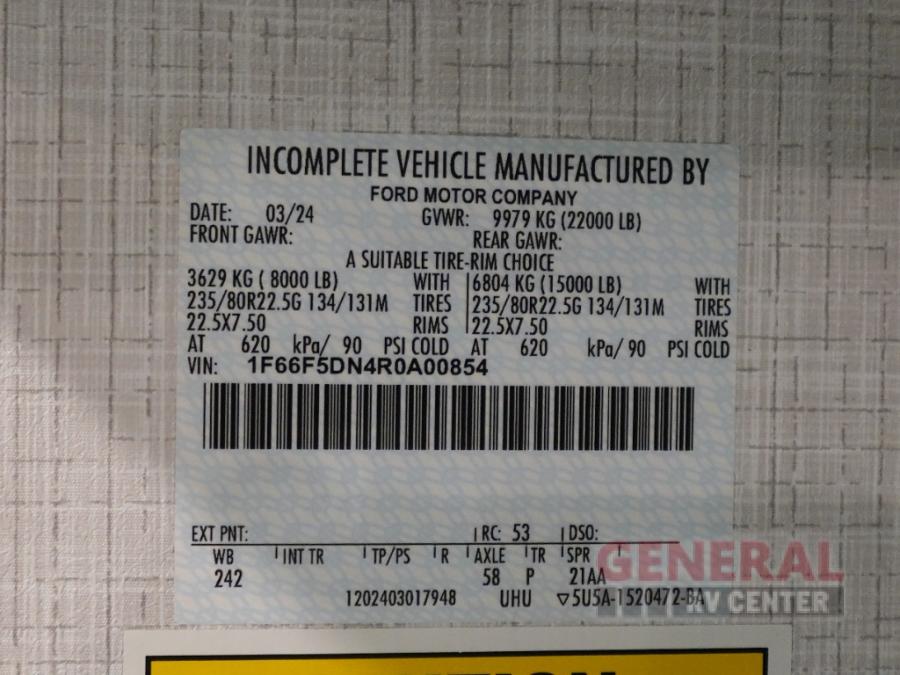 INCOMPLETE VEHICLE MANUFACTURED BY
FORD MOTOR COMPANY
DATE: 03/24 GVWR: 9979 KG (22000 LB)
FRONT GAWR: REAR GAWR:
A SUITABLE TIRE-RIM CHOICE
3629 KG ( 8000 LB) WITH 6804 KG (15000 LB) WITH
235/80R22.5G 134/131M TIRES 235/80R22.5G 134/131M TIRES
22.5X7.50 RIMS 22.5X7.50 RIMS
AT 620 kPa/ 90 PSI COLD AT 620 kPa/ 90 PSI COLD
VIN: 1F66F5DN4R0A00854
EXT PNT: RC: 53 DSO:
WB INT TR TP/PS R AXLE TR SPR
242 58 P 21AA
1202403017948 UHU ▽5U5A-1520472-BA
GENERAL
RV CENTER